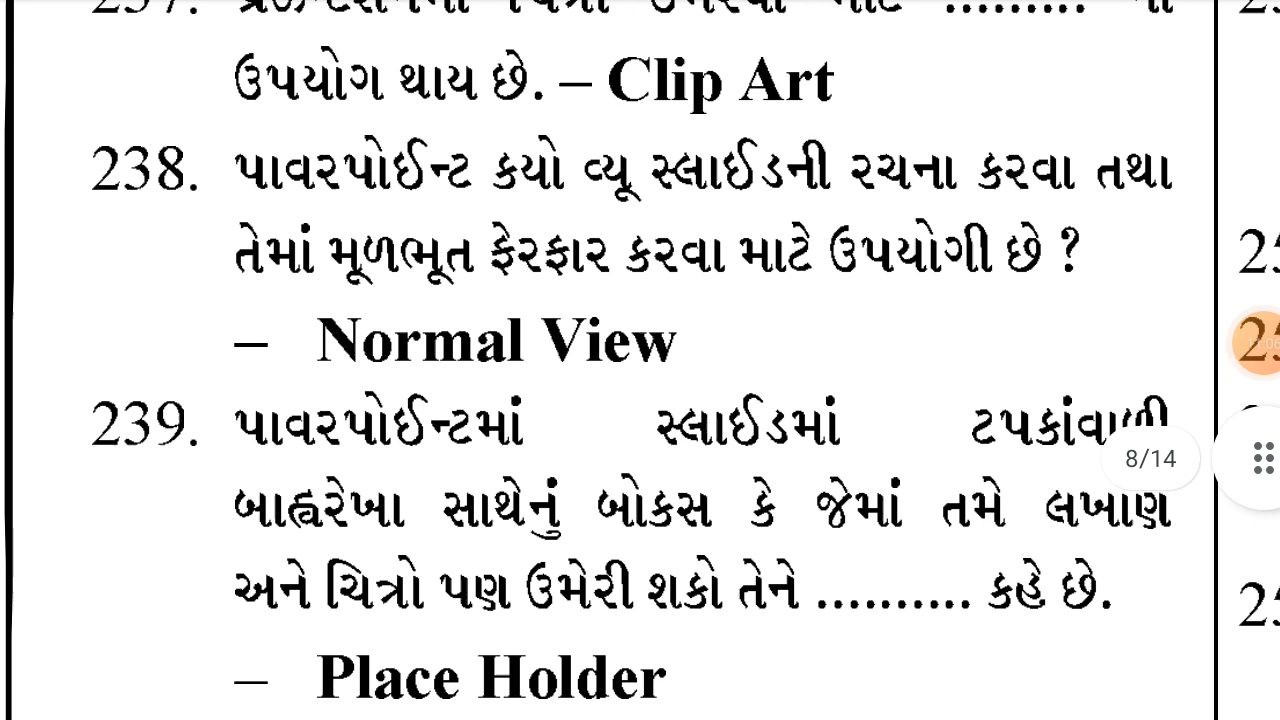 ઉપયોગ થાય છે. – Clip Art
238. પાવરપોઈન્ટ કયો વ્યૂ સ્લાઈડની રચના કરવા તથા
તેમાં મૂળભૂત ફેરફાર કરવા માટે ઉપયોગી છે ?
– Normal View
239. પાવરપોઈન્ટમાં સ્લાઈડમાં ટપકાંવાળી
બાહ્યરેખા સાથેનું બોકસ કે જેમાં તમે લખાણ
અને ચિત્રો પણ ઉમેરી શકો તેને .......... કહે છે.
– Place Holder
8/14